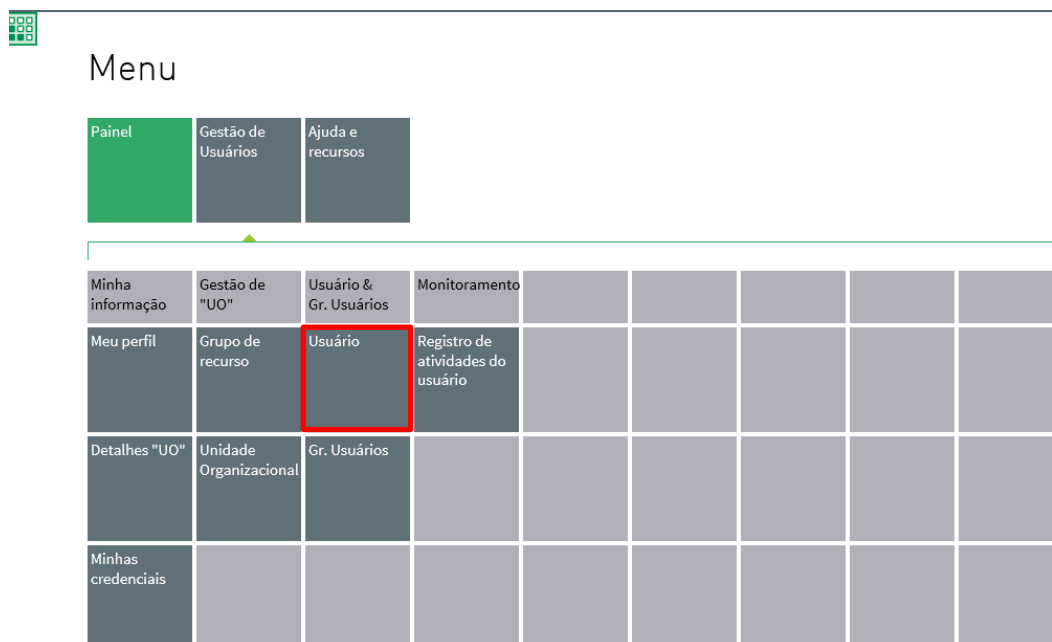 Menu
Painel
Gestão de
Usuários
Ajuda e
recursos
Minha
informação
Gestão de
"UO"
Usuário &
Gr. Usuários
Monitoramento
Meu perfil
Grupo de
recurso
Usuário
Registro de
atividades do
usuário
Detalhes "UO"
Unidade
Organizacional
Gr. Usuários
Minhas
credenciais